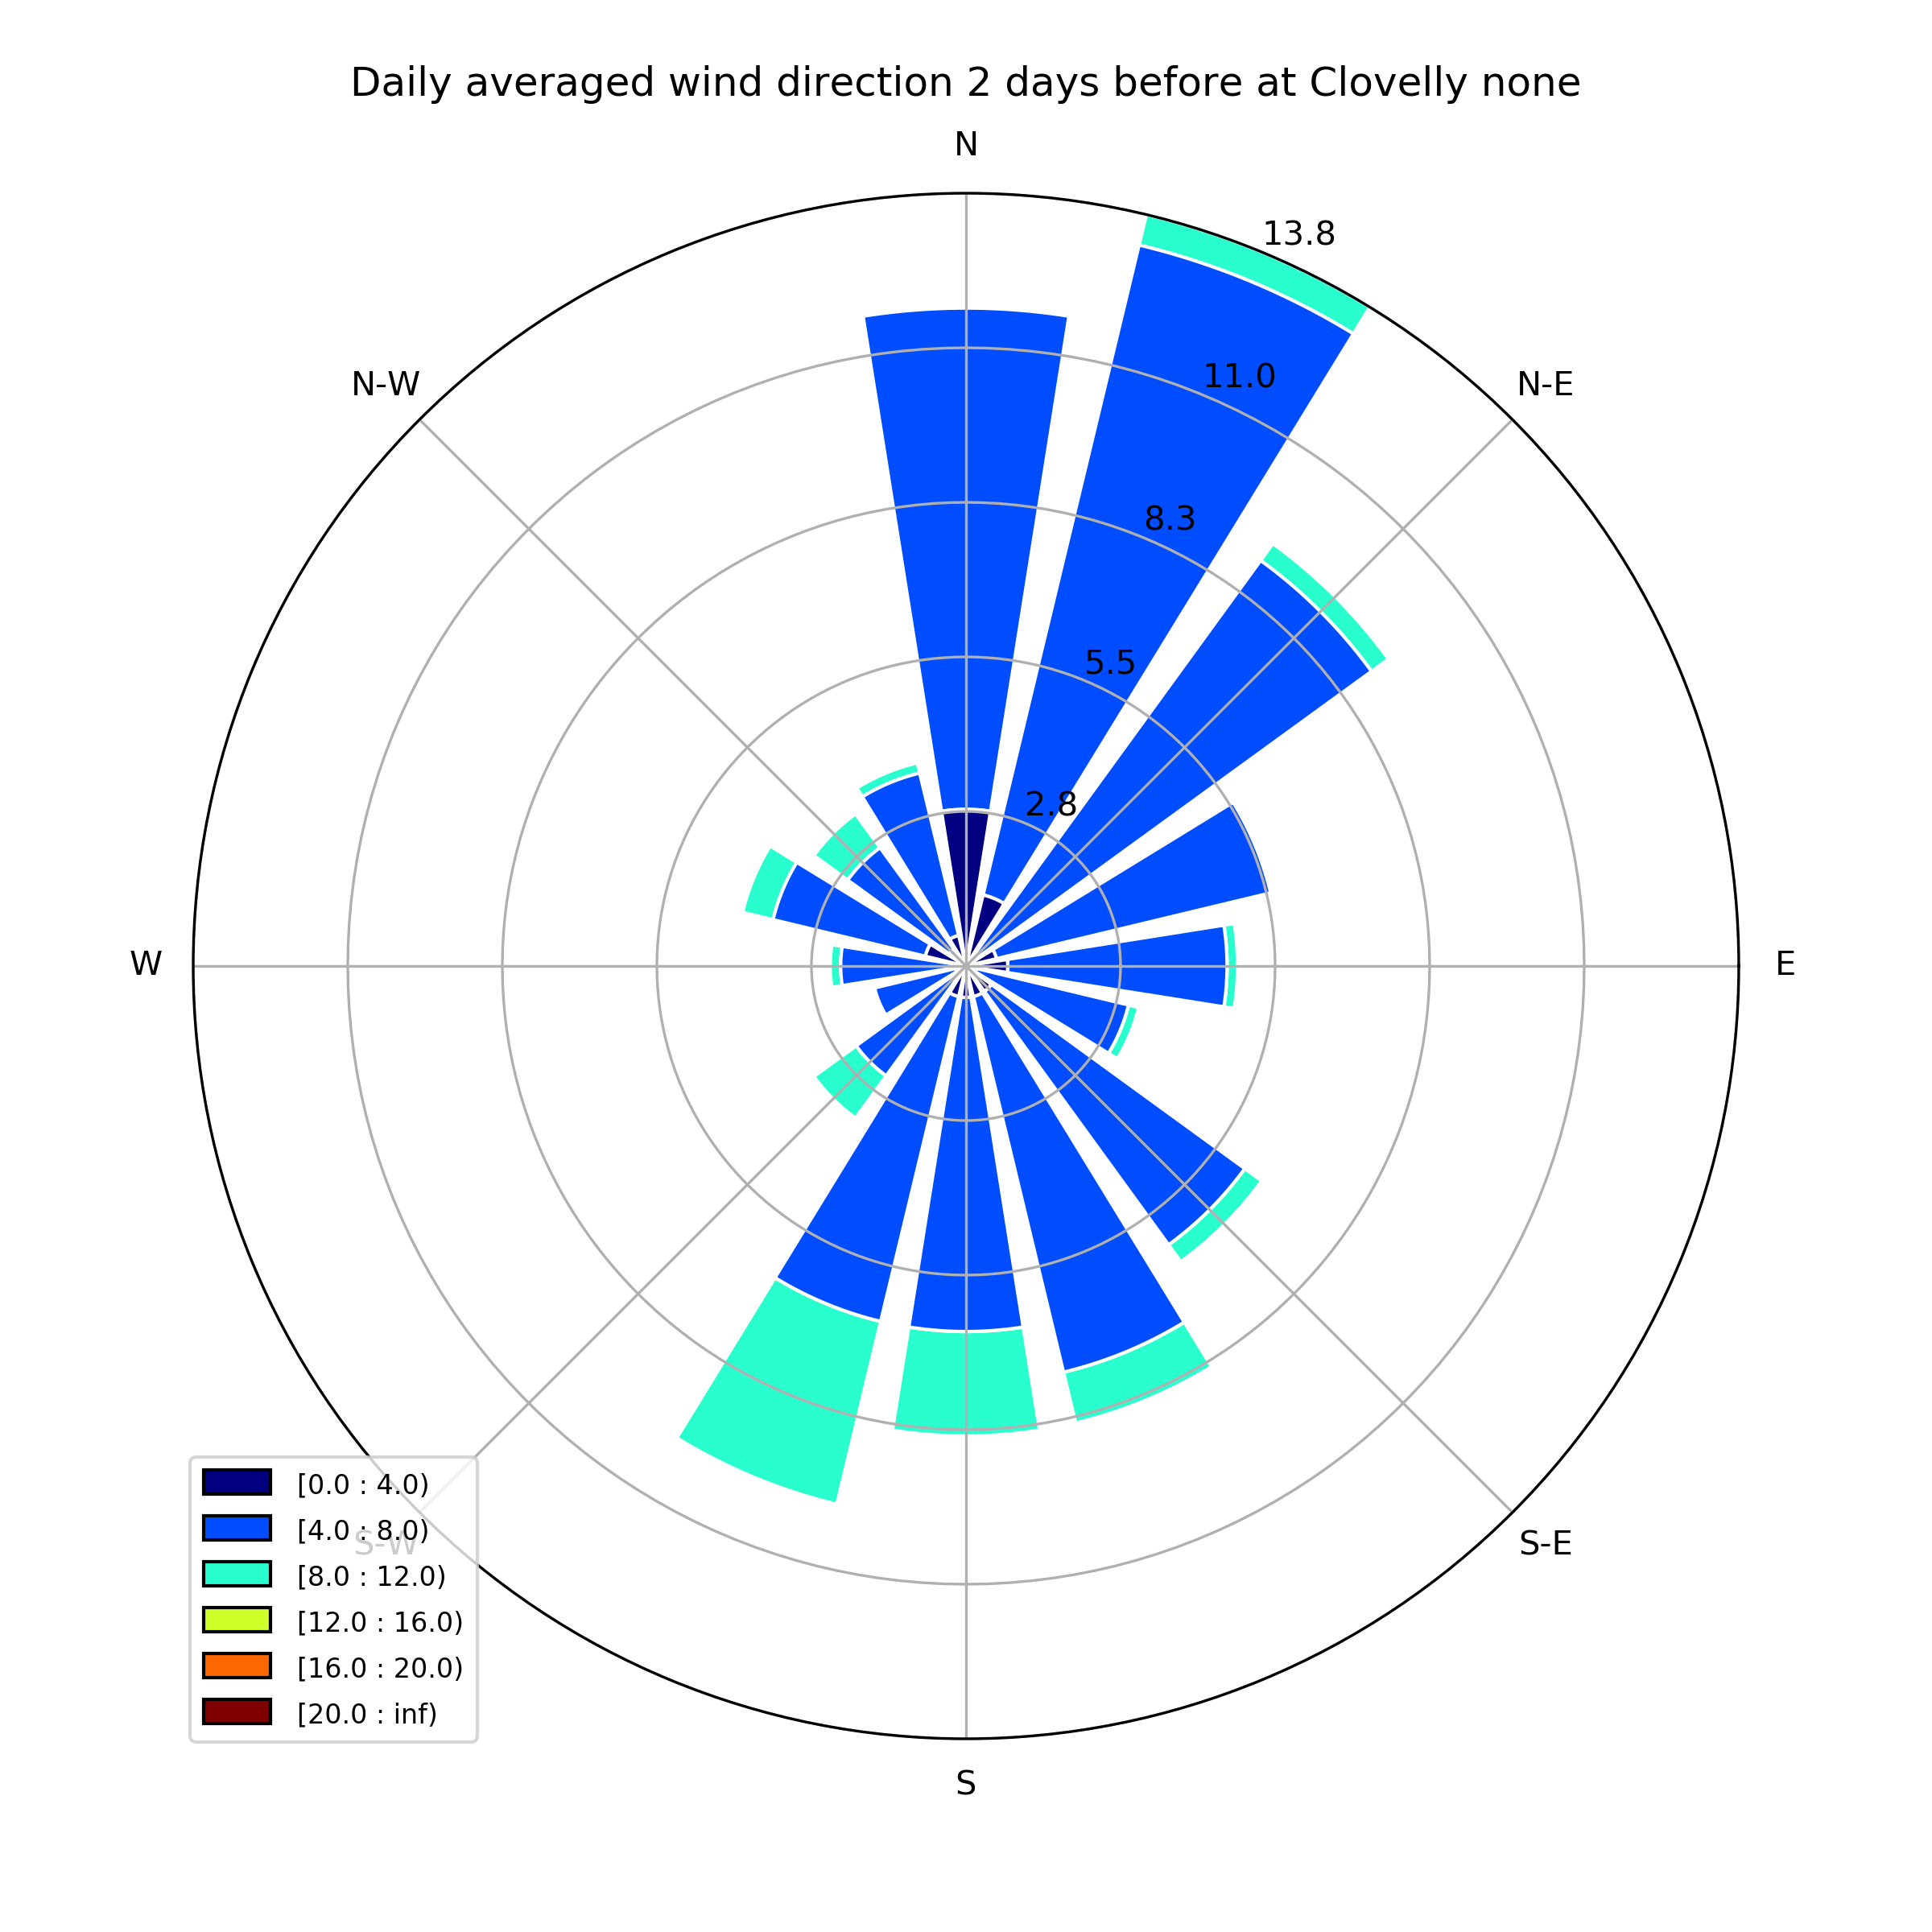 Daily averaged wind direction 2 days before at Clovelly none
N
13.8
N-W
11.0
N-E
8.3
5.5
2.8
W
E
[0.0 : 4.0)
[4.0 : 8.0)
S-W
S-E
[8.0 : 12.0)
[12.0 : 16.0)
[16.0 : 20.0)
[20.0 : inf)
S